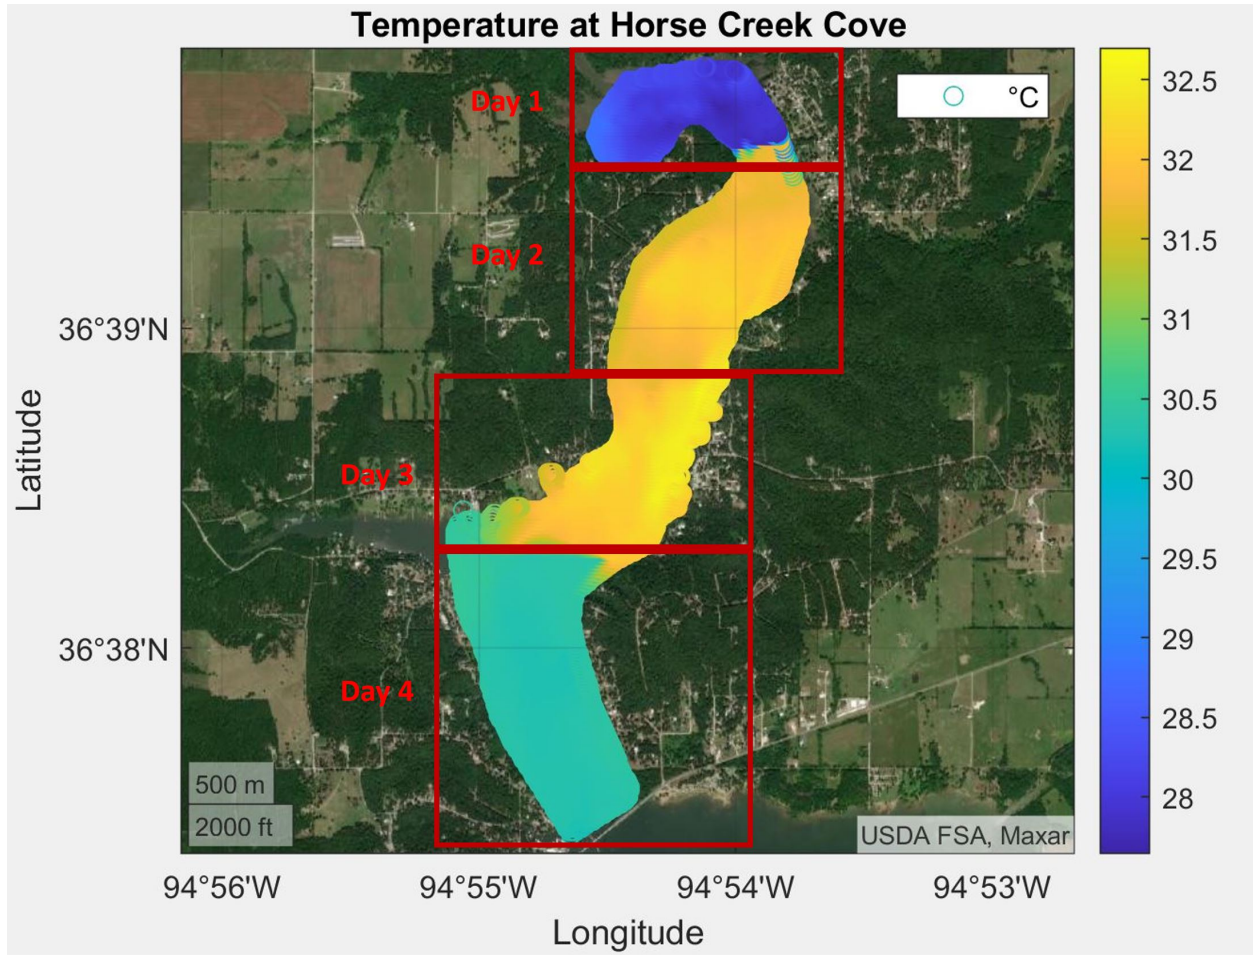 Temperature at Horse Creek Cove
Day 1
°C
Day 2
Day 3
Day 4
36°39'N
36°38'N
Latitude
500 m
2000 ft
USDA FSA, Maxar
94°56'W
94°55'W
94°54'W
94°53'W
Longitude
32.5
32
31.5
31
30.5
30
29.5
29
28.5
28